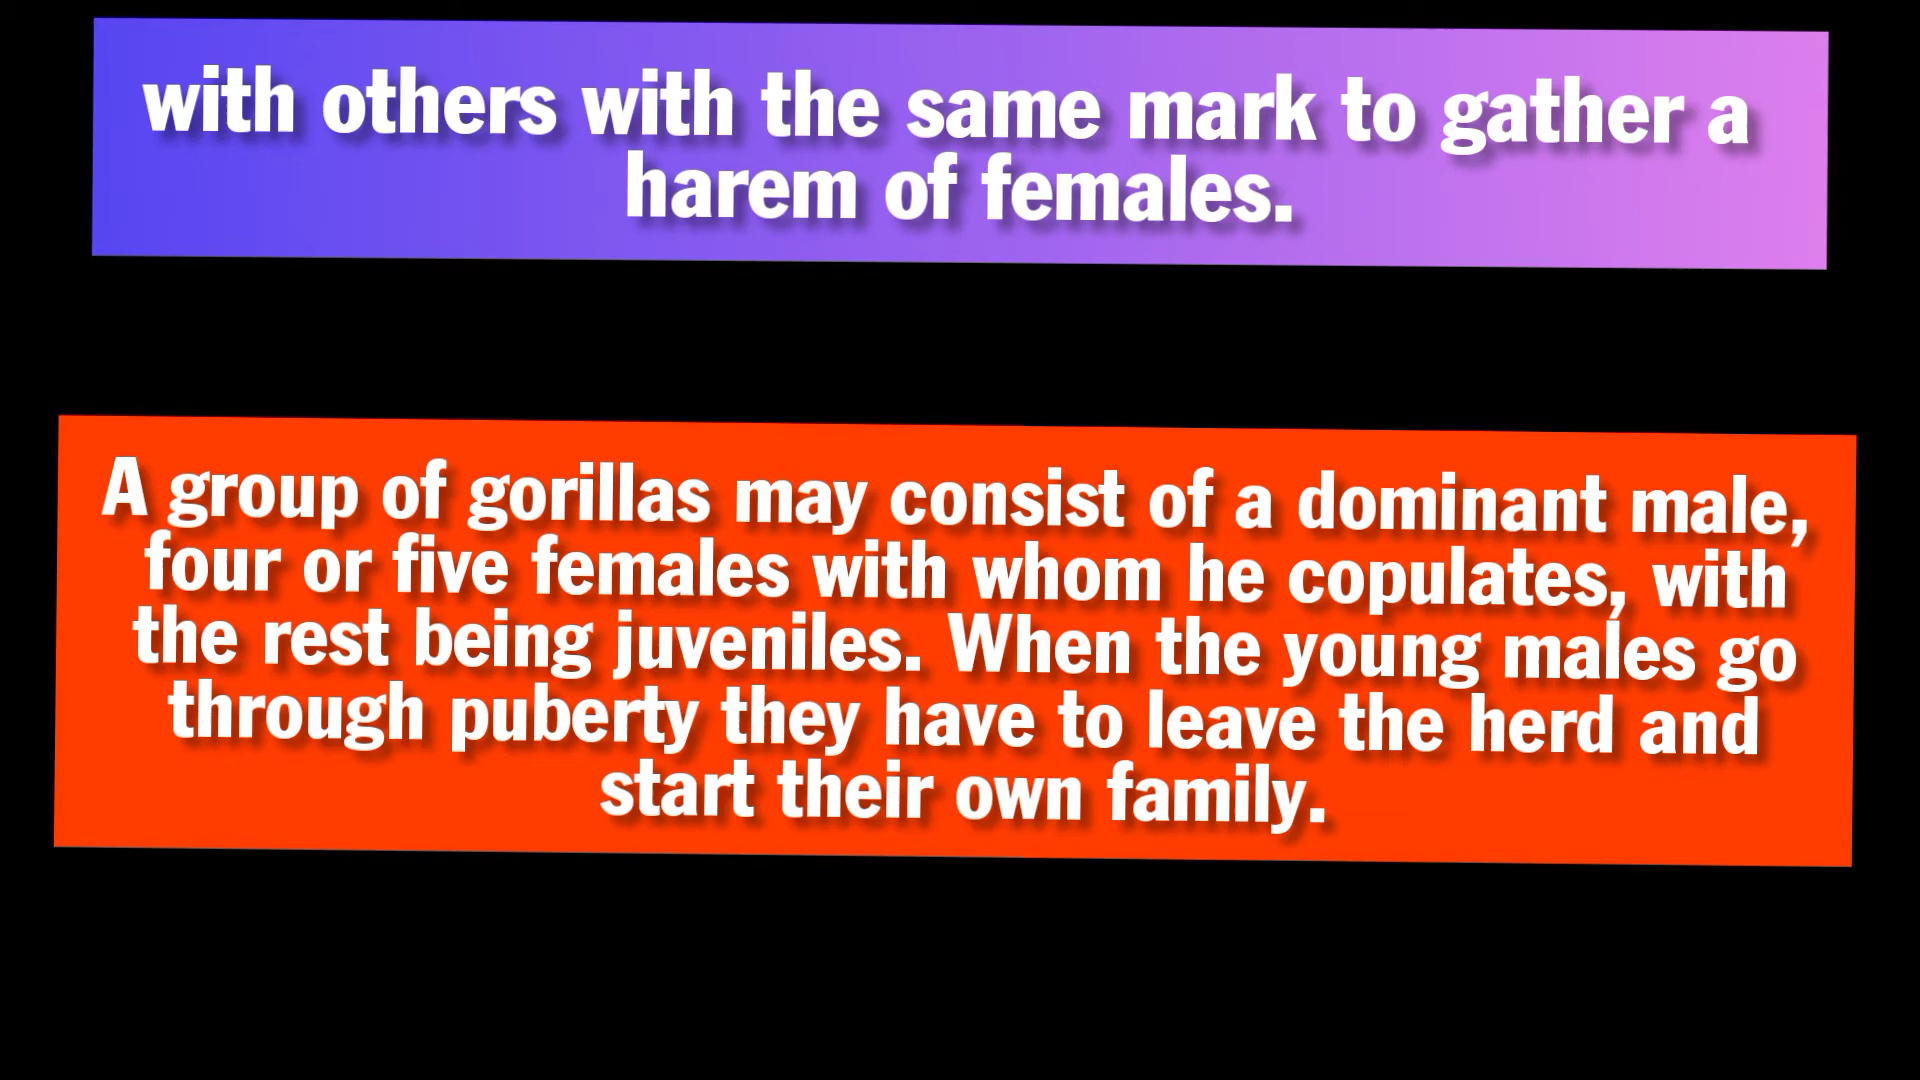 with others with the same mark to gather a
harem of females.
A group of gorillas may consist of a dominant male,
four or five females with whom he copulates, with
the rest being juveniles. When the young males go
through puberty they have to leave the herd and
start their own family.